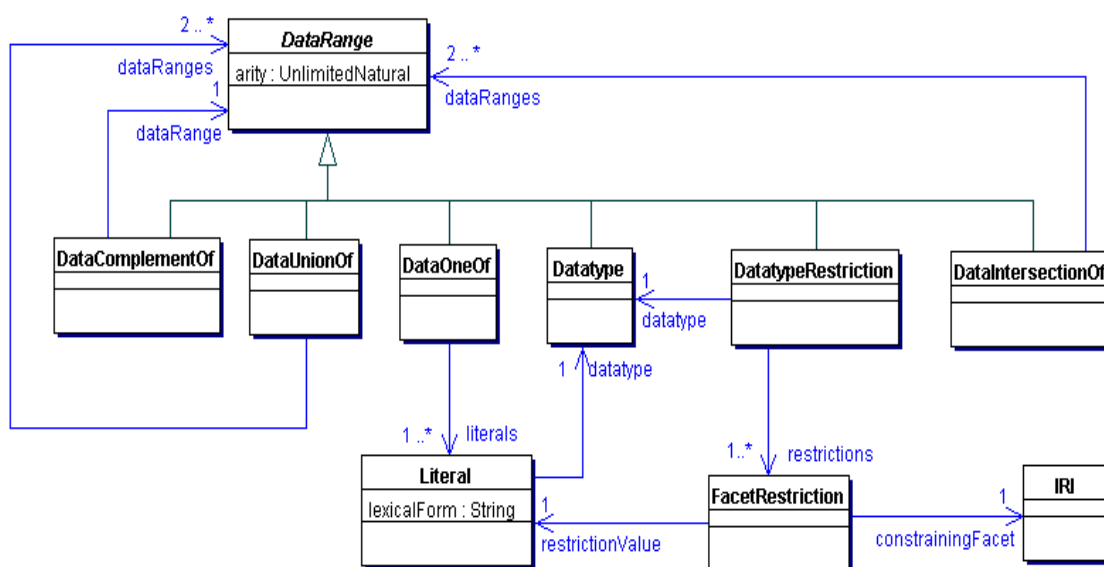 2..*
DataRange
dataRanges
arity : UnlimitedNatural
2..*
dataRanges
1
dataRange
DataComplementOf
DataUnionOf
DataOneOf
Datatype
DatatypeRestriction
DataIntersectionOf
1
datatype
1 datatype
1..* literals
1..* restrictions
Literal
lexicalForm : String
1
restrictionValue
FacetRestriction
1
constrainingFacet
IRI